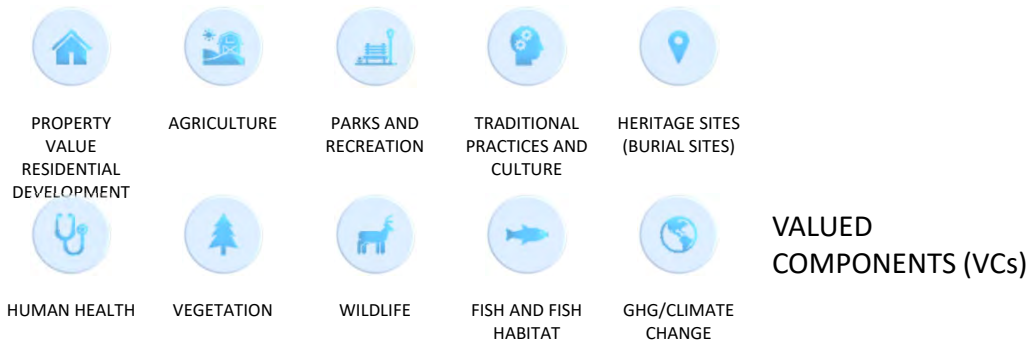 PROPERTY
VALUE
RESIDENTIAL
DEVELOPMENT
AGRICULTURE
PARKS AND
RECREATION
TRADITIONAL
PRACTICES AND
CULTURE
HERITAGE SITES
(BURIAL SITES)
HUMAN HEALTH
VEGETATION
WILDLIFE
FISH AND FISH
HABITAT
GHG/CLIMATE
CHANGE
VALUED
COMPONENTS (VCs)